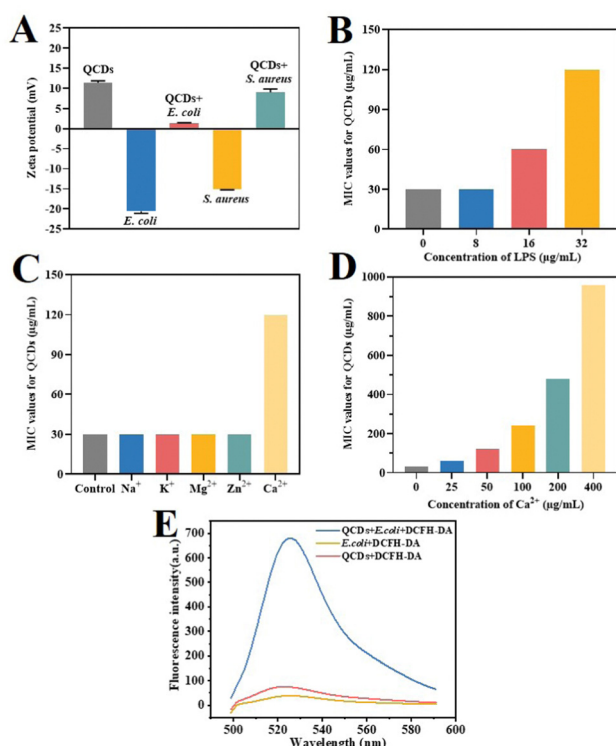 A
Zeta potential (mV)
25
20
15
10
5
0
-5
-10
-15
-20
-25
QCDs
E. coli
QCDs+
E. coli
S. aureus
QCDs+
S. aureus
B
MIC values for QCDs (µg/mL)
150
120
90
60
30
0
0 8 16 32
Concentration of LPS (µg/mL)
C
MIC values for QCDs (µg/mL)
150
120
90
60
30
0
Control Na⁺ K⁺ Mg²⁺ Zn²⁺ Ca²⁺
D
MIC values for QCDs (µg/mL)
1000
800
600
400
200
0
0 25 50 100 200 400
Concentration of Ca²⁺ (µg/mL)
E
Fluorescence intensity(a.u.)
700
600
500
400
300
200
100
0
QCDs+E.coli+DCFH-DA
E.coli+DCFH-DA
QCDs+DCFH-DA
500 520 540 560 580 600
Wavelength (nm)